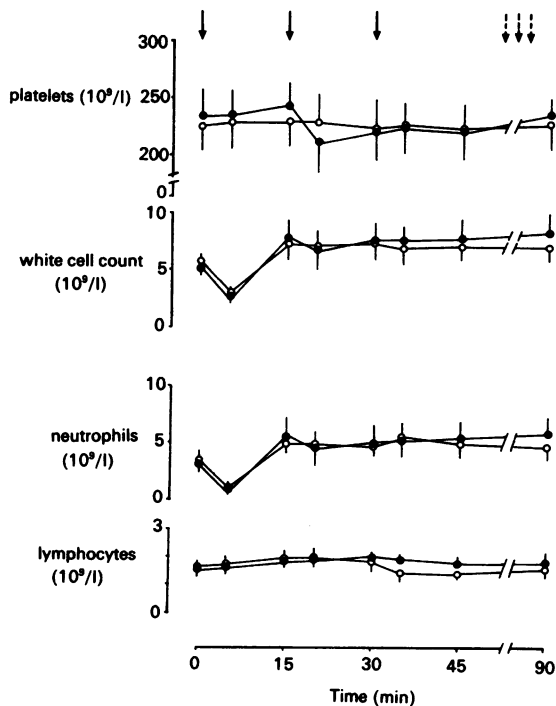 300
platelets (10⁹/l)
250
200
0
10
white cell count
(10⁹/l)
5
0
10
neutrophils
(10⁹/l)
5
0
3
lymphocytes
(10⁹/l)
0
0 15 30 45 90
Time (min)